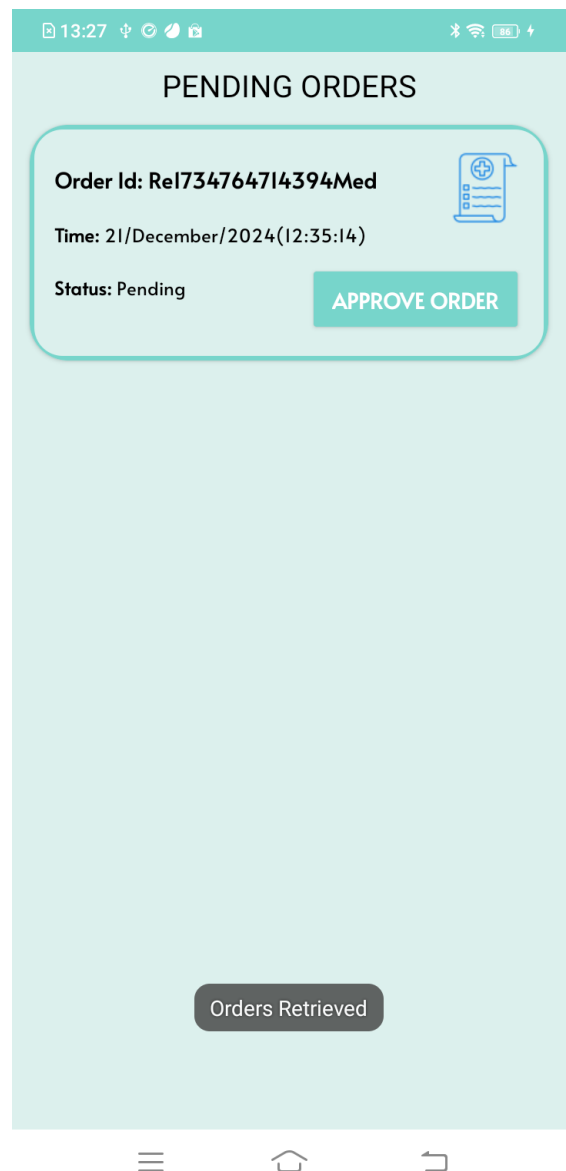 13:27
86
PENDING ORDERS
Order Id: Re1734764714394Med
Time: 21/December/2024(12:35:14)
Status: Pending
APPROVE ORDER
Orders Retrieved